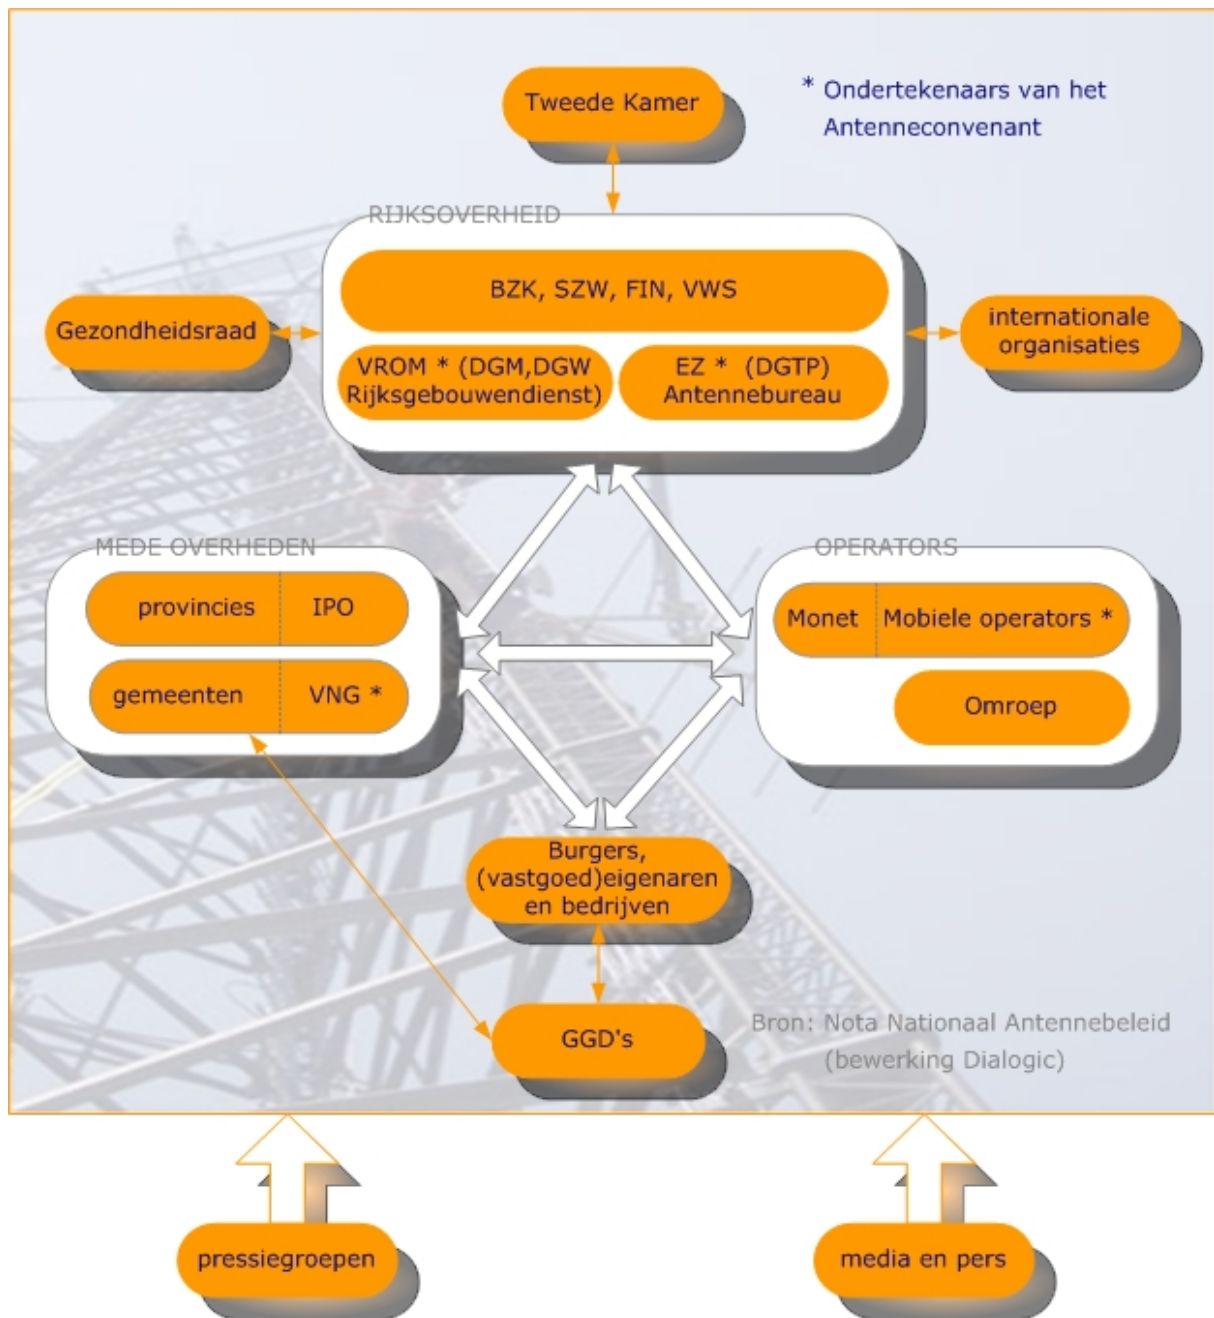 Tweede Kamer
* Ondertekenaars van het
Antenneconvenant
RIJKSOVERHEID
BZK, SZW, FIN, VWS
Gezondheidsraad
internationale
organisaties
VROM * (DGM,DGW
Rijksgebouwendienst)
EZ * (DGTP)
Antennebureau
MEDE OVERHEDEN
provincies IPO
gemeenten VNG *
OPERATORS
Monet Mobiele operators *
Omroep
Burgers,
(vastgoed)eigenaren
en bedrijven
GGD's
Bron: Nota Nationaal Antennebeleid
(bewerking Dialogic)
pressiegroepen
media en pers